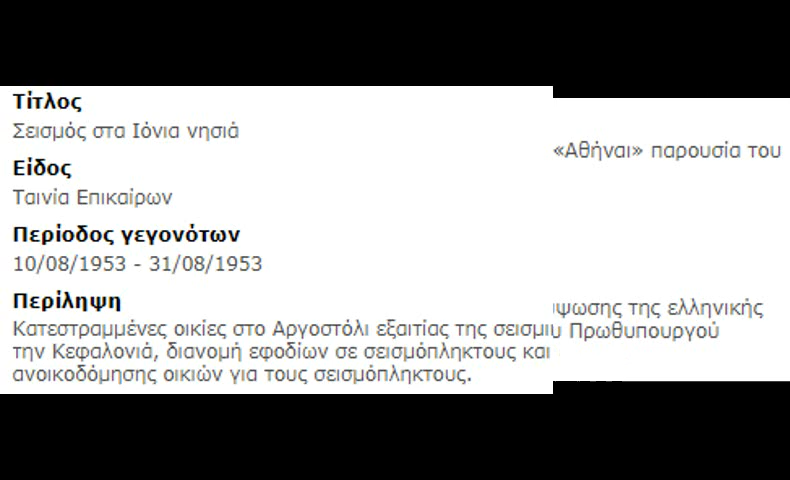 Τίτλος
Σεισμός στα Ιόνια νησιά
Είδος
Ταινία Επικαίρων
Περίοδος γεγονότων
10/08/1953 - 31/08/1953
Περίληψη
Κατεστραμμένες οικίες στο Αργοστόλι εξαιτίας της
την Κεφαλονιά, διανομή εφοδίων σε σεισμόπληκτους και
ανοικοδόμησης οικιών για τους σεισμόπληκτους.
«Αθήναι» παρουσία του
της ελληνικής
Πρωθυπουργού